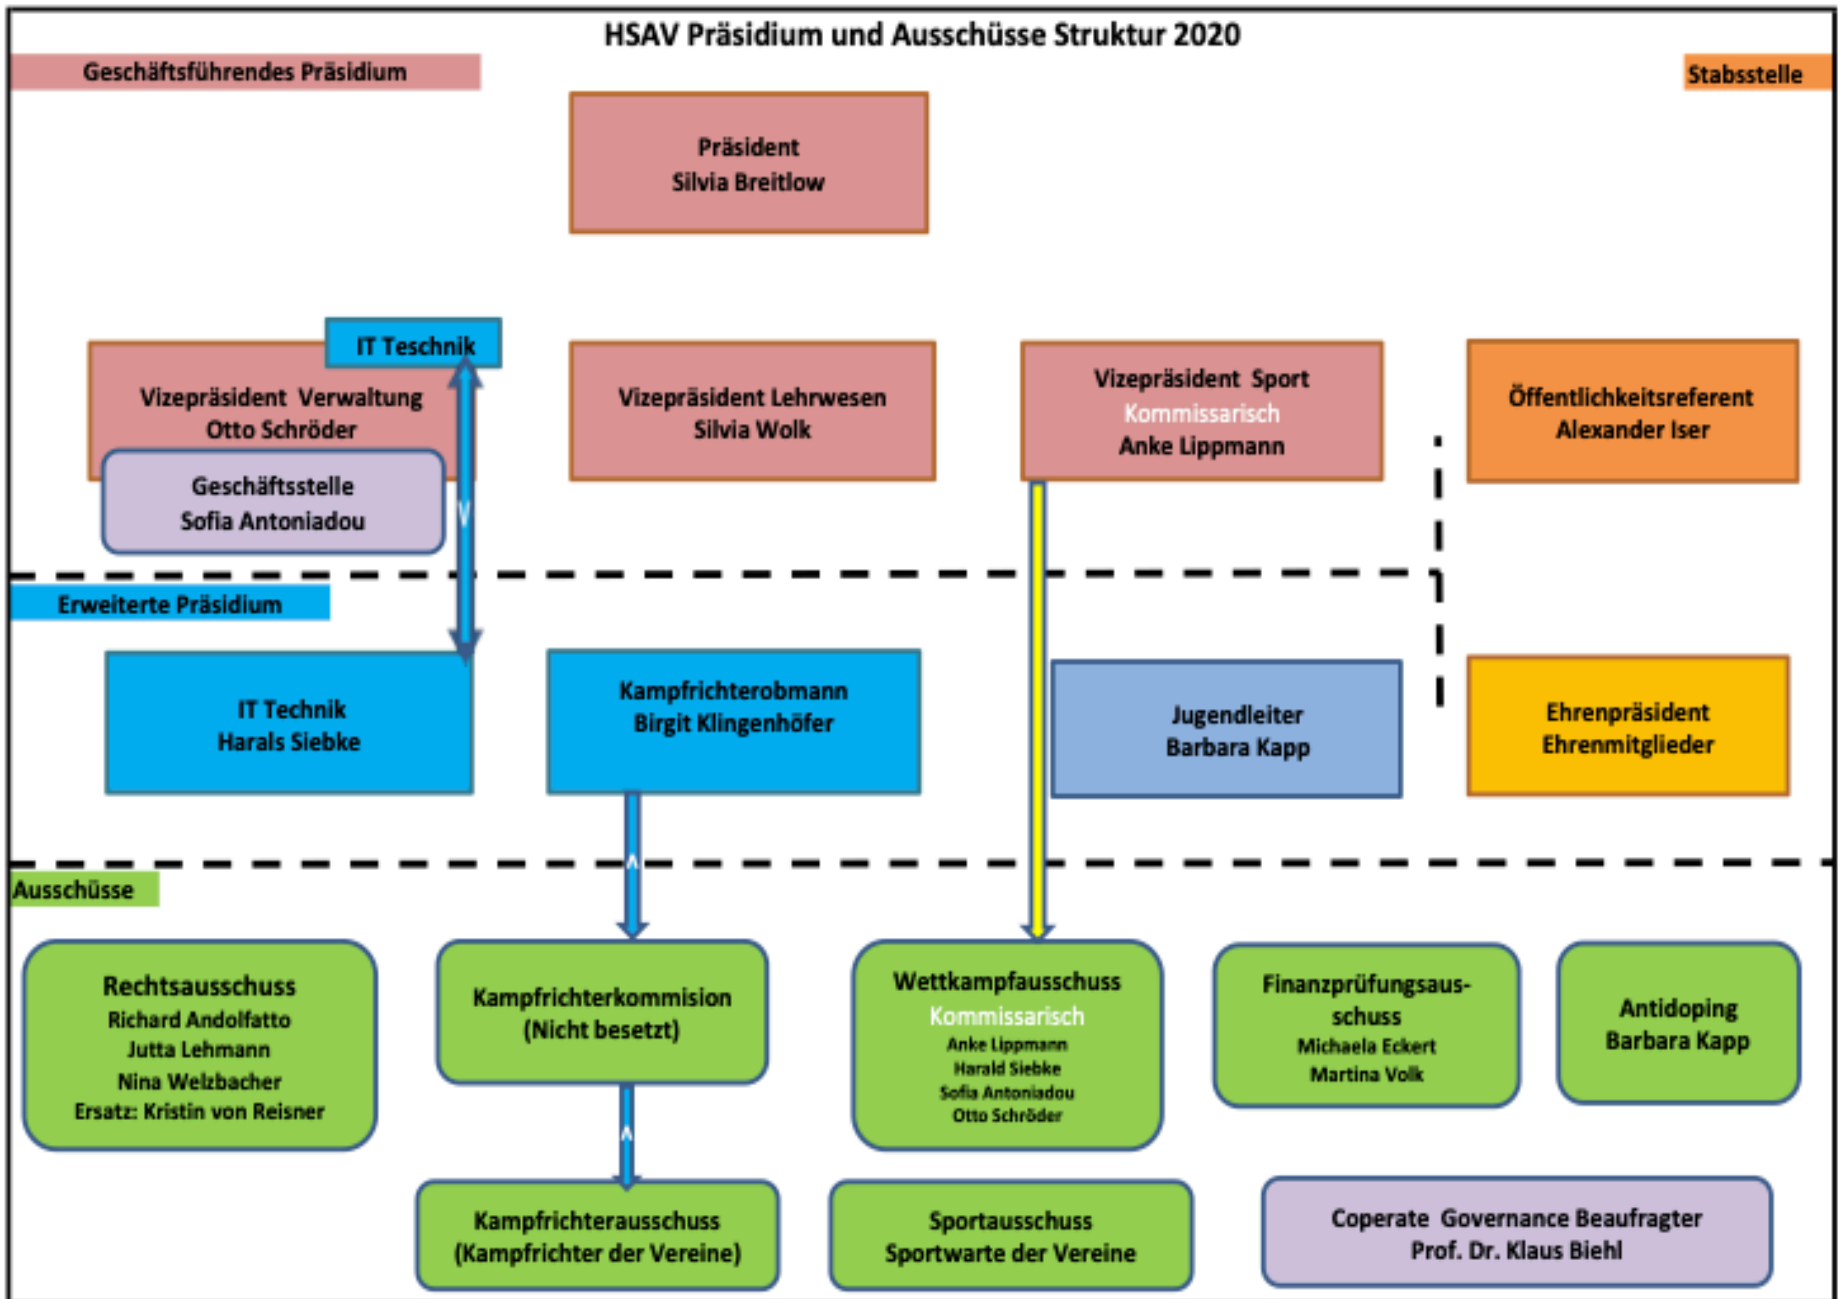 HSAV Präsidium und Ausschüsse Struktur 2020
Geschäftsführendes Präsidium
Stabsstelle
Präsident
Silvia Breitlow
IT Teschnik
Vizepräsident Verwaltung
Otto Schröder
Geschäftsstelle
Sofia Antoniadou
Vizepräsident Lehrwesen
Silvia Wolk
Vizepräsident Sport
Kommissarisch
Anke Lippmann
Öffentlichkeitsreferent
Alexander Iser
Erweiterte Präsidium
IT Technik
Harals Siebke
Kampfrichterobmann
Birgit Klingenhöfer
Jugendleiter
Barbara Kapp
Ehrenpräsident
Ehrenmitglieder
Ausschüsse
Rechtsausschuss
Richard Andolfatto
Jutta Lehmann
Nina Welzbacher
Ersatz: Kristin von Reisner
Kampfrichterkommision
(Nicht besetzt)
Wettkampfausschuss
Kommissarisch
Anke Lippmann
Harald Siebke
Sofia Antoniadou
Otto Schröder
Finanzprüfungsaus-
schuss
Michaela Eckert
Martina Volk
Antidoping
Barbara Kapp
Kampfrichterausschuss
(Kampfrichter der Vereine)
Sportausschuss
Sportwarte der Vereine
Coperate Governance Beaufragter
Prof. Dr. Klaus Biehl